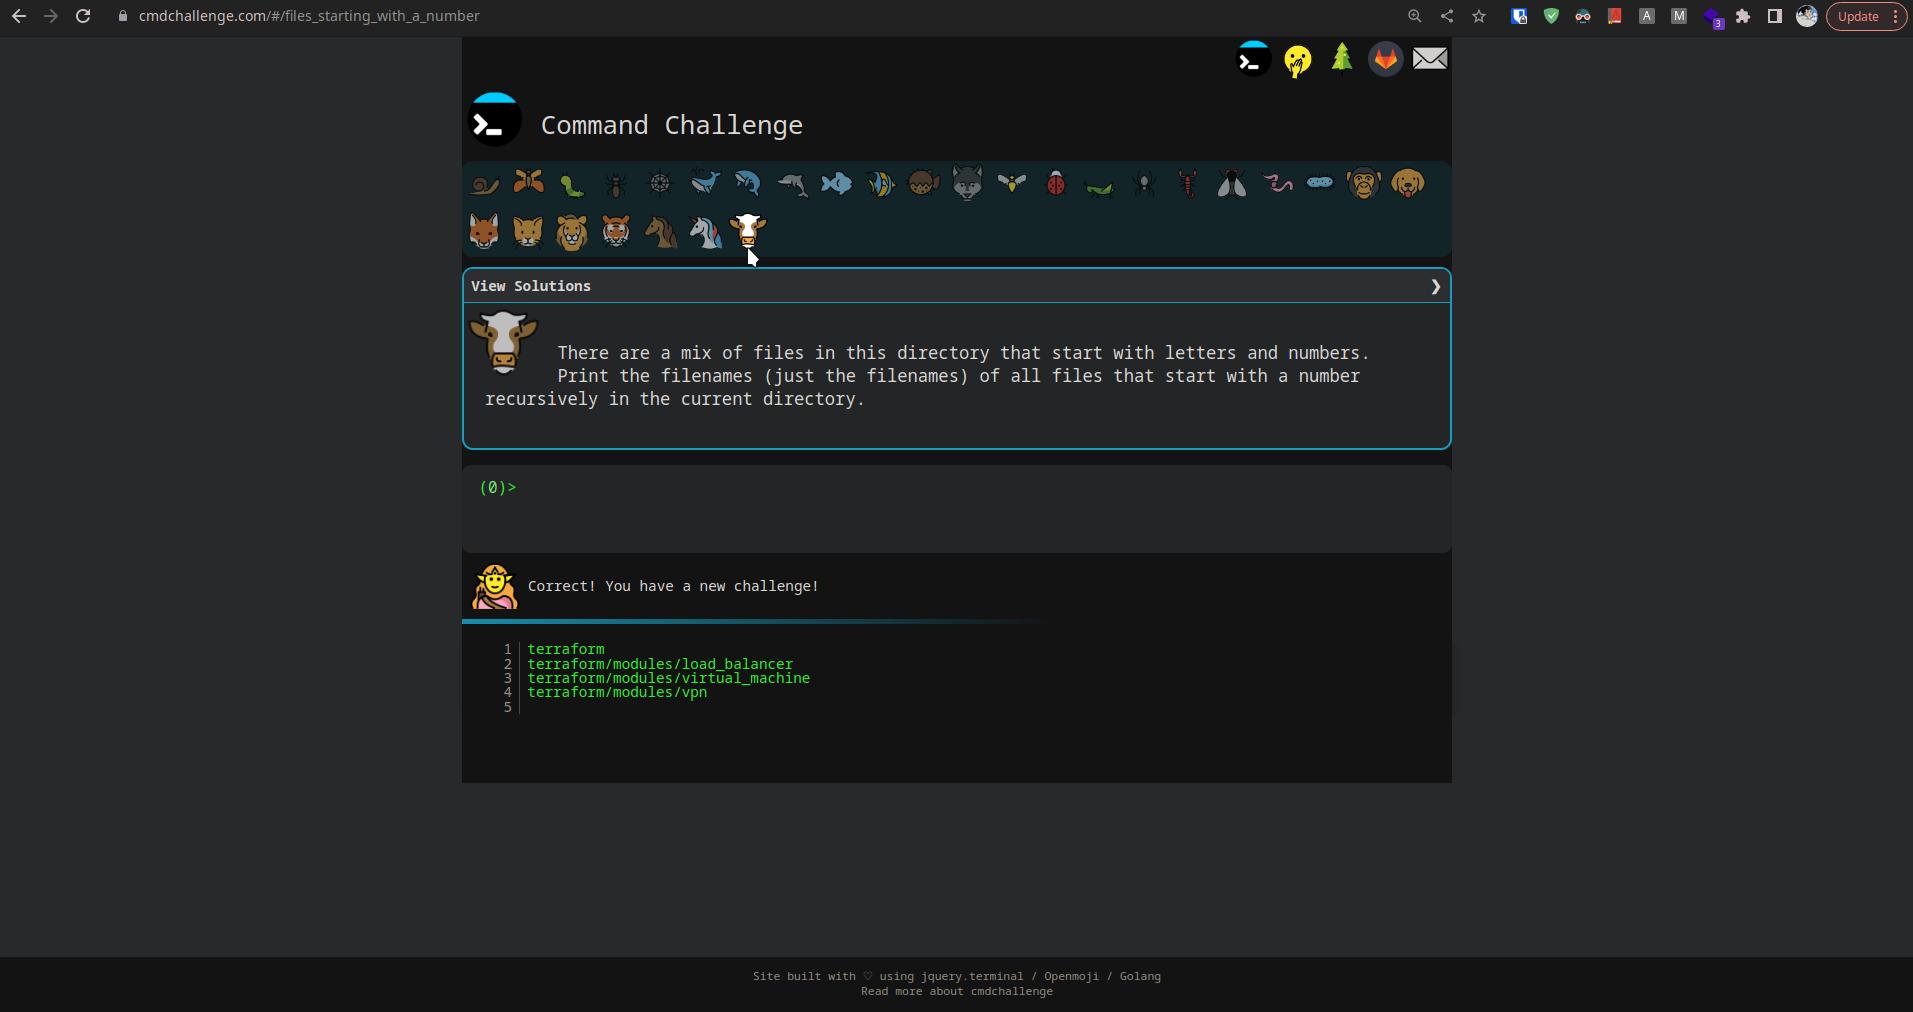 cmdchallenge.com/#/files_starting_with_a_number
A
M
3
Update
Command Challenge
View Solutions
There are a mix of files in this directory that start with letters and numbers.
Print the filenames (just the filenames) of all files that start with a number
recursively in the current directory.
(0)>
Correct! You have a new challenge!
1 terraform
2 terraform/modules/load_balancer
3 terraform/modules/virtual_machine
4 terraform/modules/vpn
5
Site built with ♡ using jquery.terminal / Openmoji / Golang
Read more about cmdchallenge